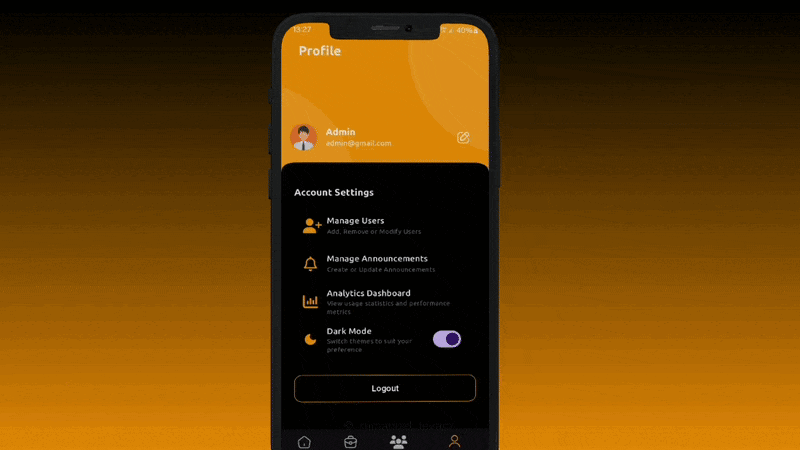 13:27
40%
Profile
Admin
admin@gmail.com
Account Settings
Manage Users
Add, Remove or Modify Users
Manage Announcements
Create or Update Announcements
Analytics Dashboard
View usage statistics and performance
metrics
Dark Mode
Switch themes to suit your
preference
Logout